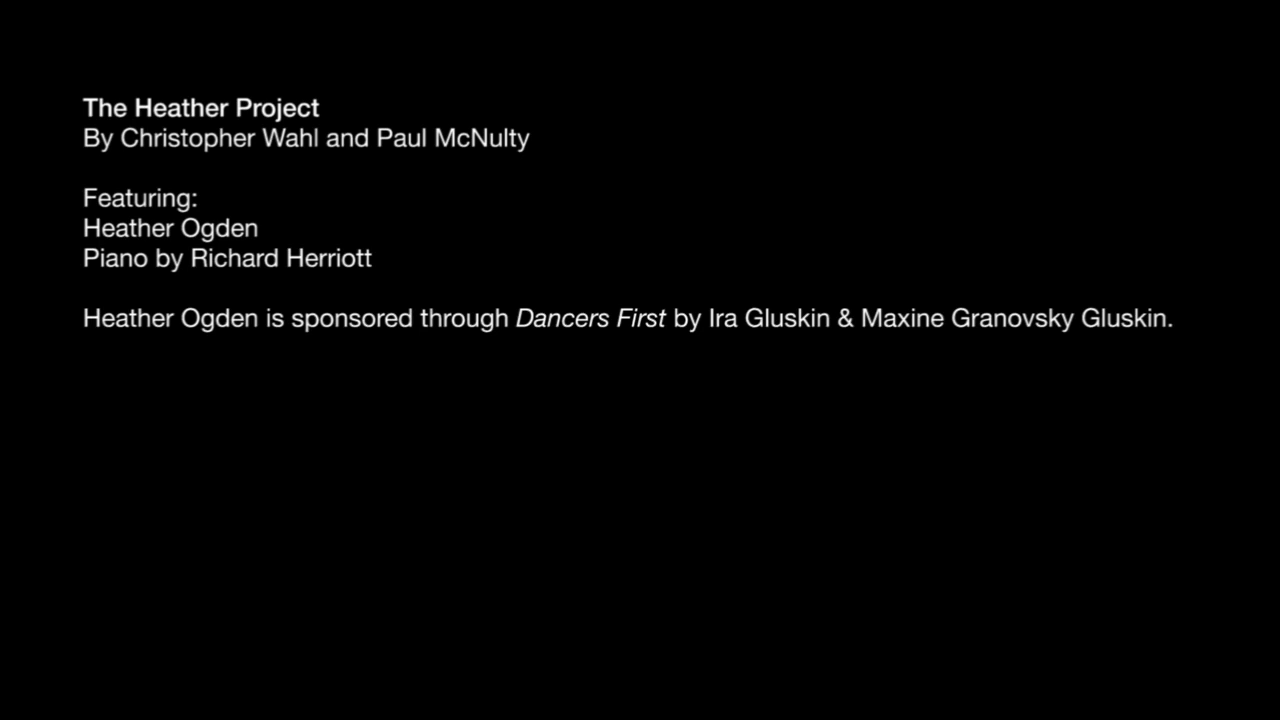 The Heather Project
By Christopher Wahl and Paul McNulty
Featuring:
Heather Ogden
Piano by Richard Herriott
Heather Ogden is sponsored through Dancers First by Ira Gluskin & Maxine Granovsky Gluskin.